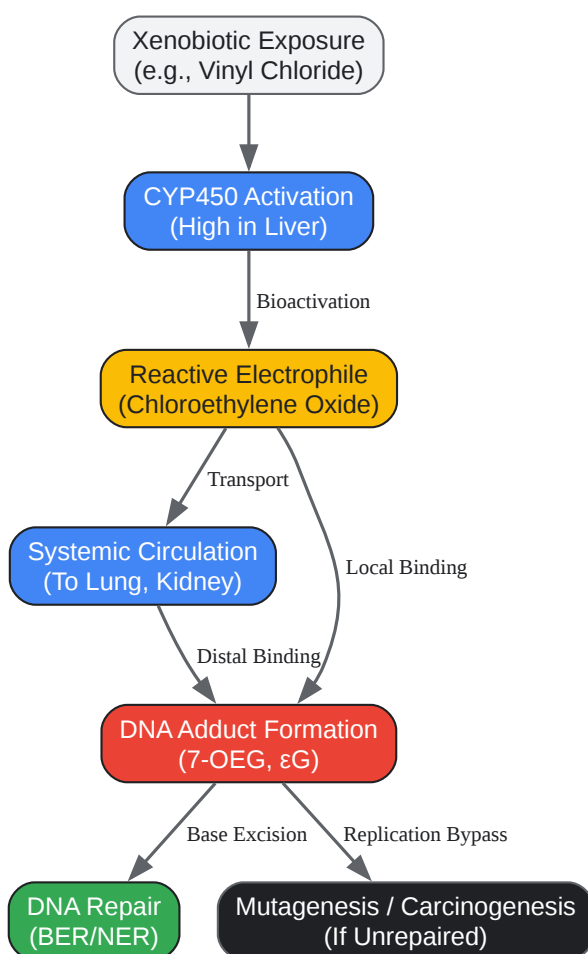 Xenobiotic Exposure
(e.g., Vinyl Chloride)
CYP450 Activation
(High in Liver)
Bioactivation
Reactive Electrophile
(Chloroethylene Oxide)
Transport
Systemic Circulation
(To Lung, Kidney)
Local Binding
Distal Binding
DNA Adduct Formation
(7-OEG, εG)
Base Excision
Replication Bypass
DNA Repair
(BER/NER)
Mutagenesis / Carcinogenesis
(If Unrepaired)